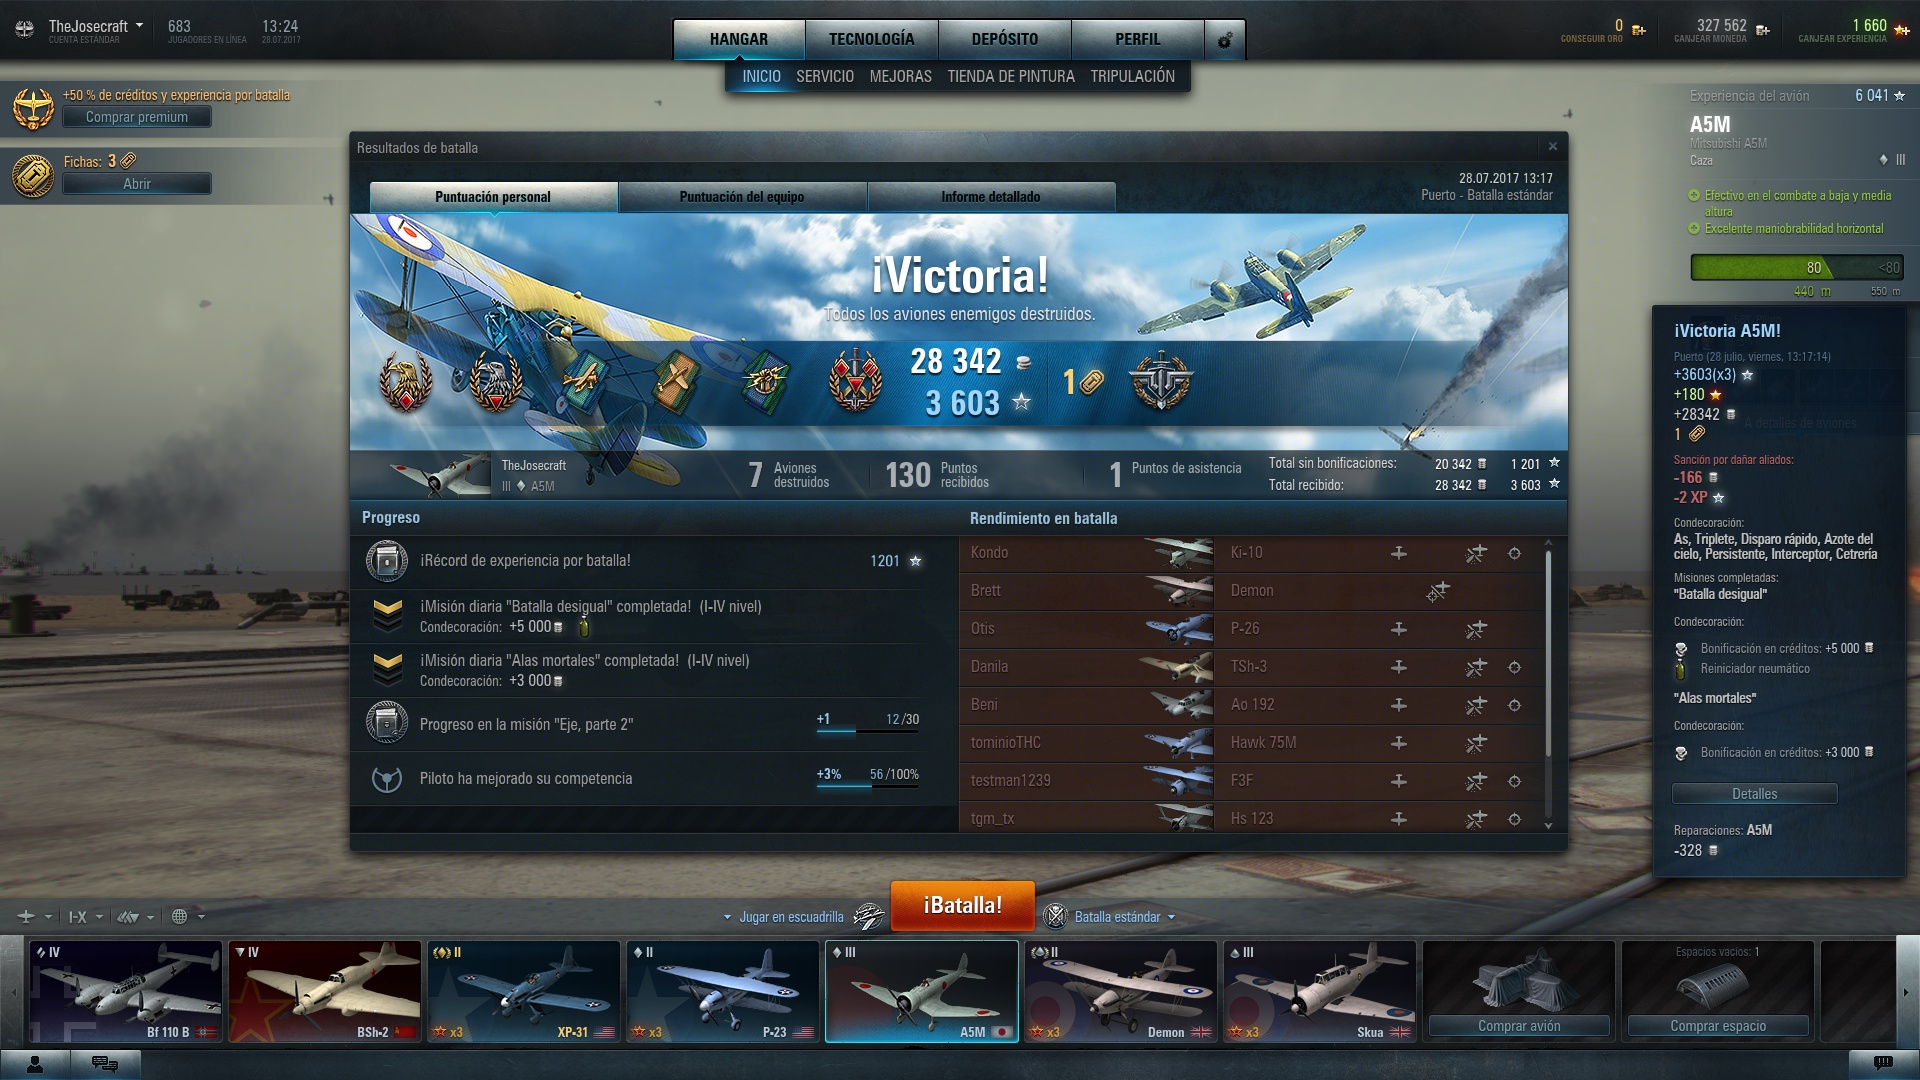 TheJosecraft
CUENTA ESTÁNDAR
683
JUGADORES EN LÍNEA
13:24
28.07.2017
HANGAR
TECNOLOGÍA
DEPÓSITO
PERFIL
0
CONSEGUIR ORO
327 562
CANJEAR MONEDA
1 660
CANJEAR EXPERIENCIA
INICIO
SERVICIO
MEJORAS
TIENDA DE PINTURA
TRIPULACIÓN
+50 % de créditos y experiencia por batalla
Comprar premium
Fichas: 3
Abrir
Experiencia del avión 6 041
A5M
Mitsubishi A5M
Caza III
Efectivo en el combate a baja y media
altura
Excelente maniobrabilidad horizontal
80 <80
440 m 550 m
Resultados de batalla
Puntuación personal
Puntuación del equipo
Informe detallado
28.07.2017 13:17
Puerto - Batalla estándar
¡Victoria!
Todos los aviones enemigos destruidos.
28 342
3 603
1
TheJosecraft
III A5M
7 Aviones destruidos
130 Puntos recibidos
1 Puntos de asistencia
Total sin bonificaciones: 20 342 1 201
Total recibido: 28 342 3 603
Progreso
¡Récord de experiencia por batalla! 1201
¡Misión diaria "Batalla desigual" completada! (I-IV nivel)
Condecoración: +5 000
¡Misión diaria "Alas mortales" completada! (I-IV nivel)
Condecoración: +3 000
Progreso en la misión "Eje, parte 2" +1 12/30
Piloto ha mejorado su competencia +3% 56/100%
Rendimiento en batalla
Kondo Ki-10
Brett Demon
Otis P-26
Danila TSh-3
Beni Ao 192
tominioTHC Hawk 75M
testman1239 F3F
tgm_tx Hs 123
¡Victoria A5M!
Puerto (28 julio, viernes, 13:17:14)
+3603(x3)
+180
+28342
A detalles de aviones
1
Sanción por dañar aliados:
-166
-2 XP
Condecoración:
As, Triplete, Disparo rápido, Azote del
cielo, Persistente, Interceptor, Cetrería
Misiones completadas:
"Batalla desigual"
Condecoración:
Bonificación en créditos: +5 000
Reiniciador neumático
"Alas mortales"
Condecoración:
Bonificación en créditos: +3 000
Detalles
Reparaciones: A5M
-328
I-X
Jugar en escuadrilla
¡Batalla!
Batalla estándar
IV
Bf 110 B
IV
BSh-2
II
x3 XP-31
II
x3 P-23
III
A5M
II
x3 Demon
III
x3 Skua
Comprar avión
Espacios vacios: 1
Comprar espacio